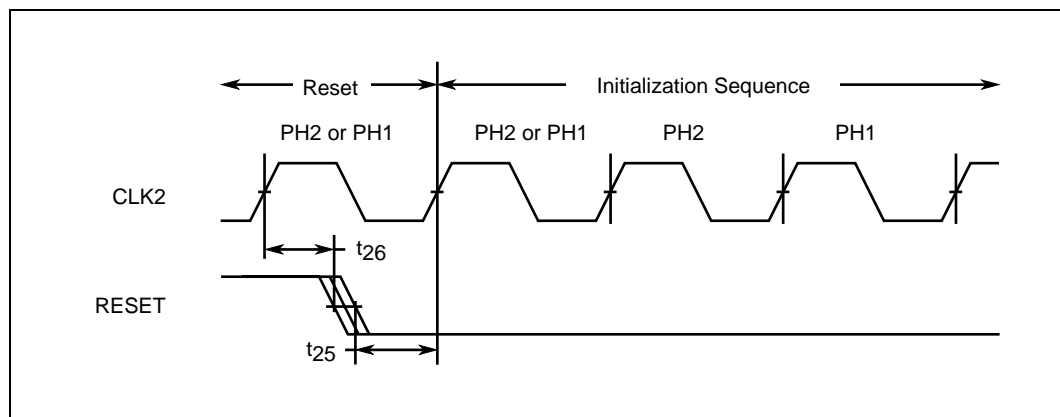 Reset
Initialization Sequence
PH2 or PH1
PH2 or PH1
PH2
PH1
CLK2
t26
RESET
t25